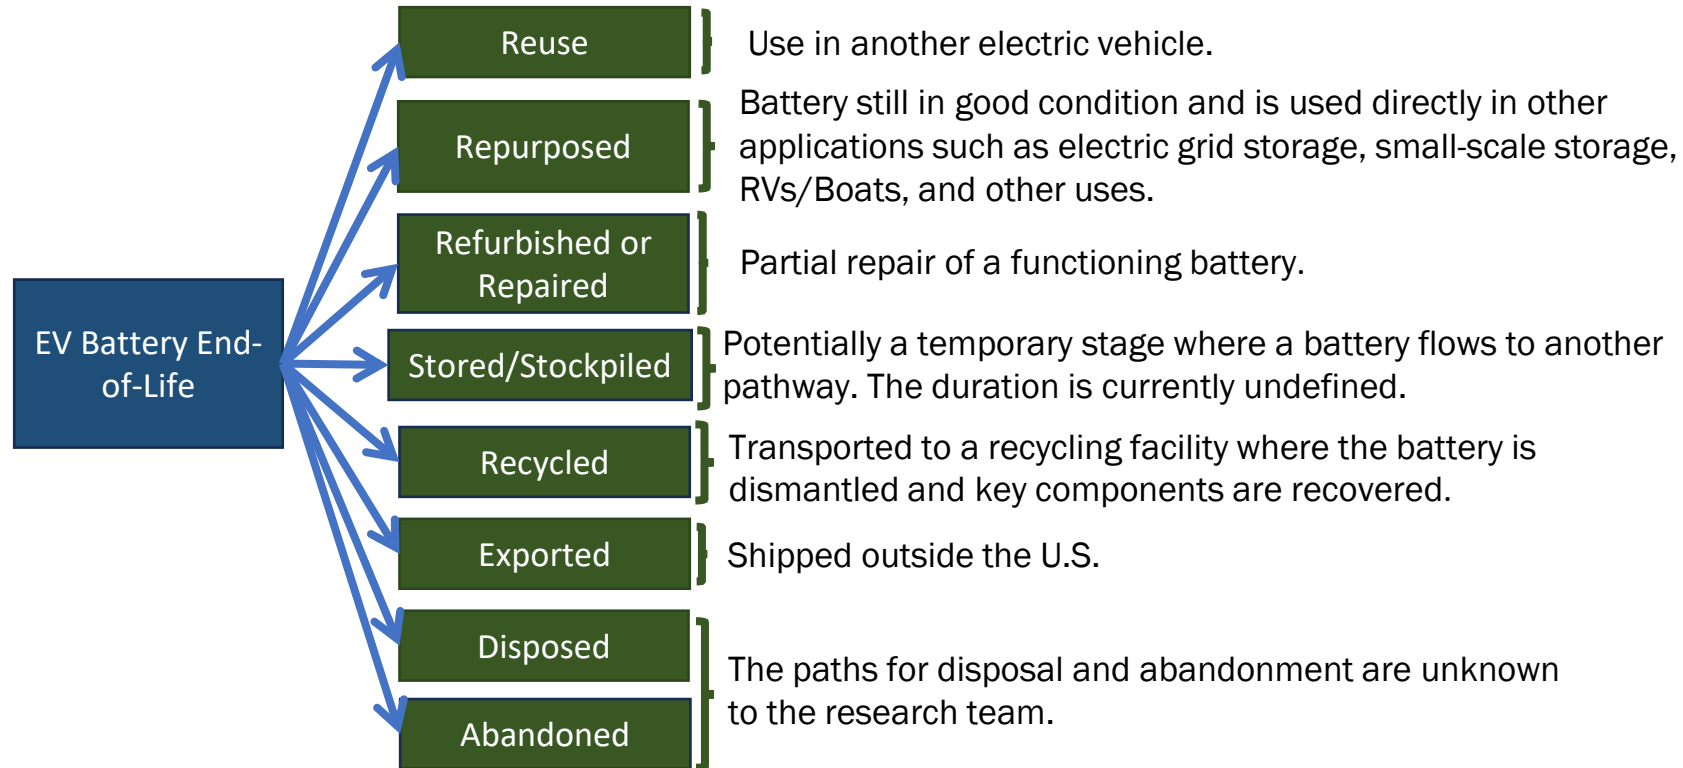 Reuse
Use in another electric vehicle.
Repurposed
Battery still in good condition and is used directly in other
applications such as electric grid storage, small-scale storage,
RVs/Boats, and other uses.
Refurbished or
Repaired
Partial repair of a functioning battery.
EV Battery End-
of-Life
Stored/Stockpiled
Potentially a temporary stage where a battery flows to another
pathway. The duration is currently undefined.
Recycled
Transported to a recycling facility where the battery is
dismantled and key components are recovered.
Exported
Shipped outside the U.S.
Disposed
Abandoned
The paths for disposal and abandonment are unknown
to the research team.